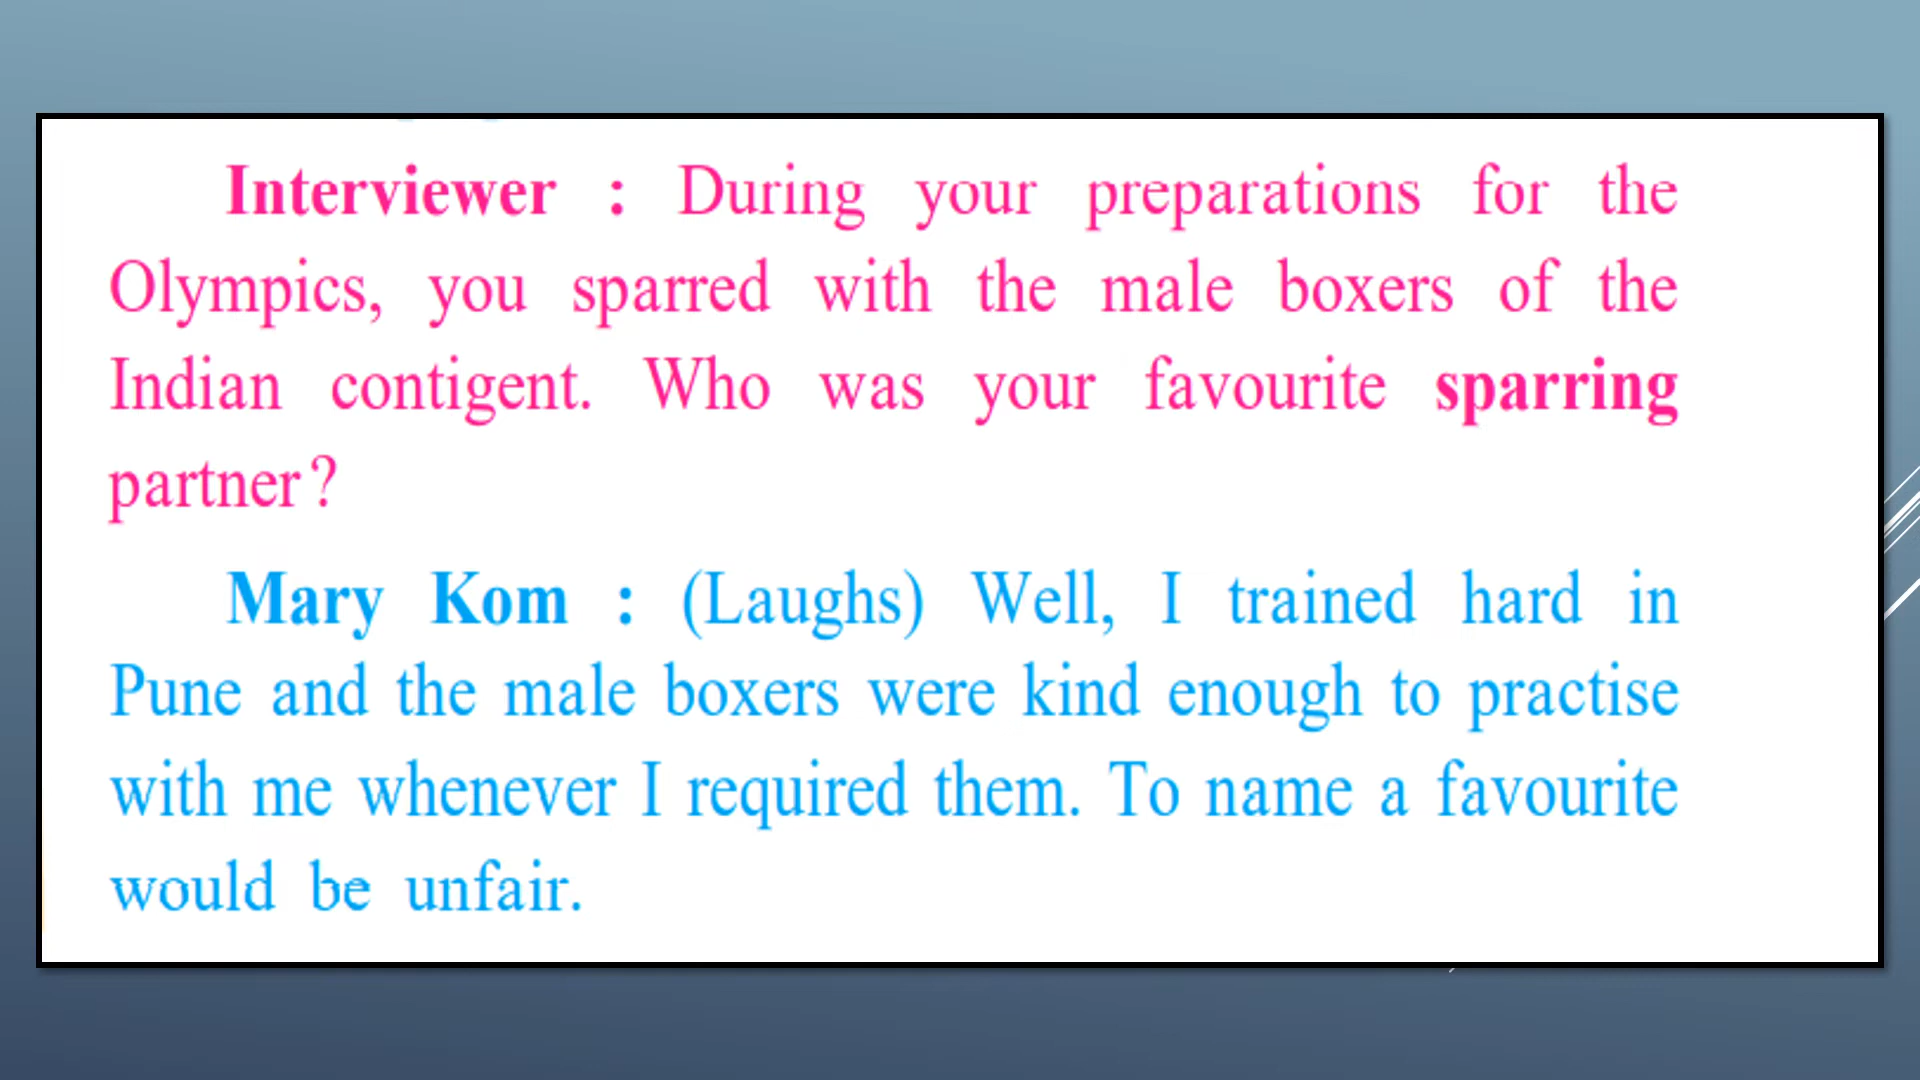 Interviewer : During your preparations for the
Olympics, you sparred with the male boxers of the
Indian contigent. Who was your favourite sparring
partner?
Mary Kom : (Laughs) Well, I trained hard in
Pune and the male boxers were kind enough to practise
with me whenever I required them. To name a favourite
would be unfair.